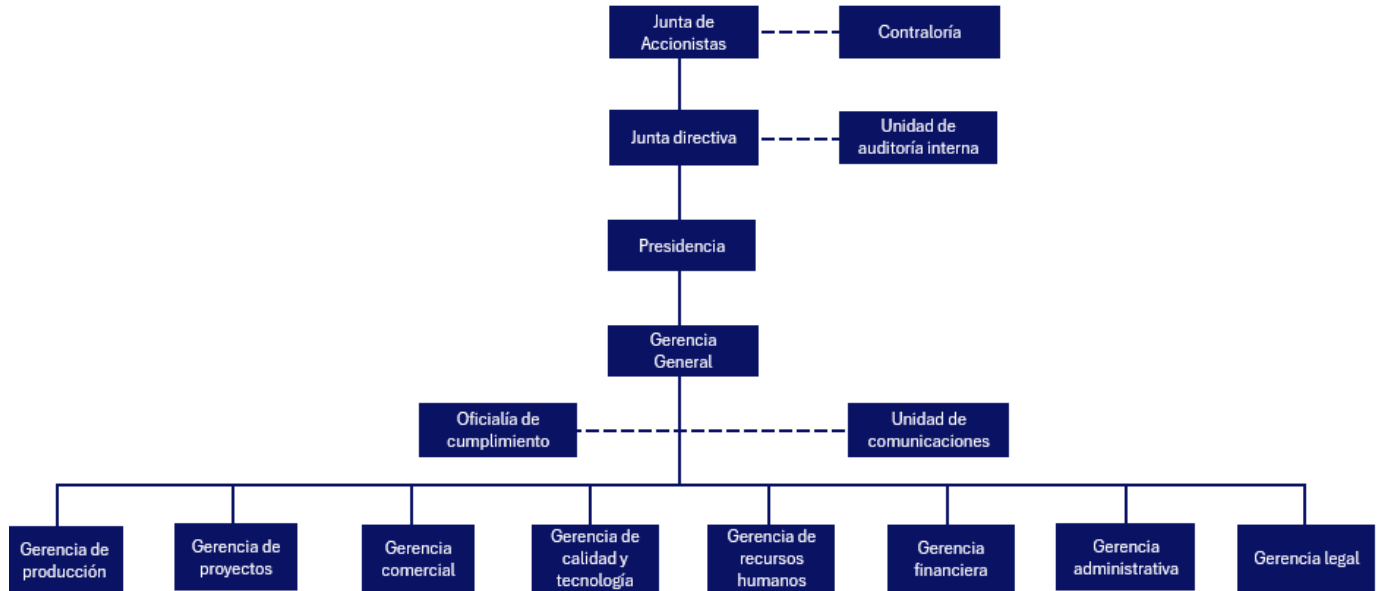 Junta de
Accionistas
Contraloría
Junta directiva
Unidad de
auditoría interna
Presidencia
Gerencia
General
Oficialía de
cumplimiento
Unidad de
comunicaciones
Gerencia de
producción
Gerencia de
proyectos
Gerencia
comercial
Gerencia de
calidad y
tecnología
Gerencia de
recursos
humanos
Gerencia
financiera
Gerencia
administrativa
Gerencia legal